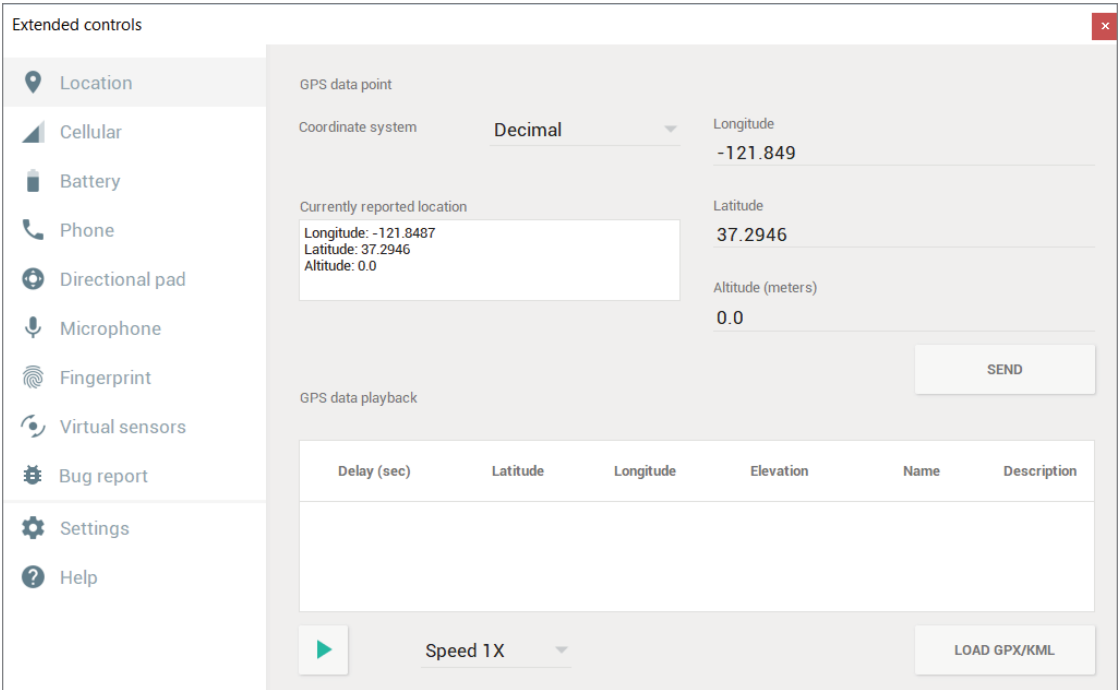 Extended controls
Location
Cellular
Battery
Phone
Directional pad
Microphone
Fingerprint
Virtual sensors
Bug report
Settings
Help
GPS data point
Coordinate system
Decimal
Longitude
-121.849
Currently reported location
Longitude: -121.8487
Latitude: 37.2946
Altitude: 0.0
Latitude
37.2946
Altitude (meters)
0.0
SEND
GPS data playback
Delay (sec) Latitude Longitude Elevation Name Description
Speed 1X
LOAD GPX/KML